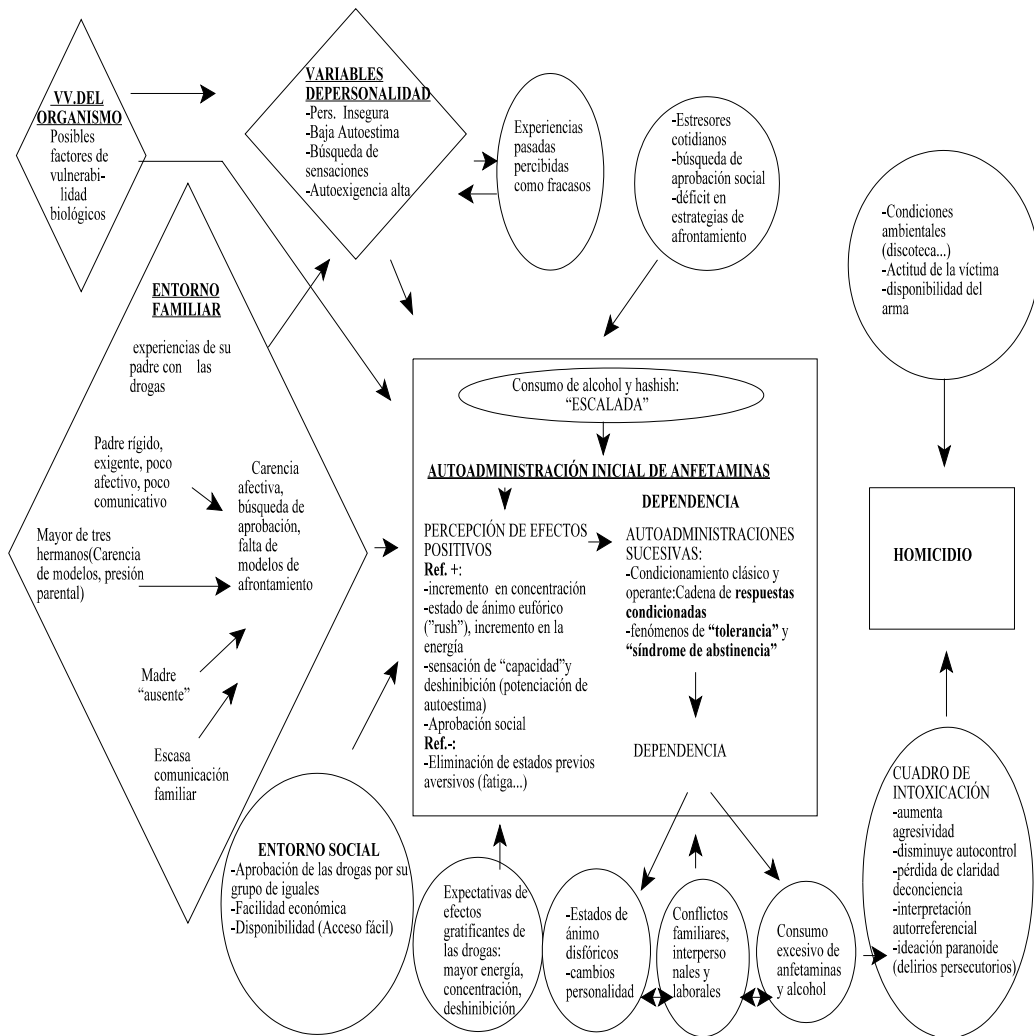 VV.DEL
ORGANISMO
Posibles
factores de
vulnerabi-
lidad
biológicos
VARIABLES
DEPERSONALIDAD
-Pers. Insegura
-Baja Autoestima
-Búsqueda de
sensaciones
-Autoexigencia alta
Experiencias
pasadas
percibidas
como fracasos
-Estresores
cotidianos
-búsqueda de
aprobación social
-déficit en
estrategias de
afrontamiento
-Condiciones
ambientales
(discoteca...)
-Actitud de la víctima
-disponibilidad del
arma
ENTORNO
FAMILIAR
experiencias de su
padre con las
drogas
Padre rígido,
exigente, poco
afectivo, poco
comunicativo
Mayor de tres
hermanos(Carencia
de modelos, presión
parental)
Carencia
afectiva,
búsqueda de
aprobación,
falta de
modelos de
afrontamiento
Madre
"ausente"
Escasa
comunicación
familiar
Consumo de alcohol y hashish:
"ESCALADA"
AUTOADMINISTRACIÓN INICIAL DE ANFETAMINAS
PERCEPCIÓN DE EFECTOS
POSITIVOS
Ref. +:
-incremento en concentración
-estado de ánimo eufórico
("rush"), incremento en la
energía
-sensación de "capacidad"y
deshinibición (potenciación de
autoestima)
-Aprobación social
Ref.-:
-Eliminación de estados previos
aversivos (fatiga...)
DEPENDENCIA
AUTOADMINISTRACIONES
SUCESIVAS:
-Condicionamiento clásico y
operante:Cadena de respuestas
condicionadas
-fenómenos de "tolerancia" y
"síndrome de abstinencia"
DEPENDENCIA
HOMICIDIO
ENTORNO SOCIAL
-Aprobación de las drogas por su
grupo de iguales
-Facilidad económica
-Disponibilidad (Acceso fácil)
Expectativas de
efectos
gratificantes de
las drogas:
mayor energía,
concentración,
deshinibición
-Estados de
ánimo
disfóricos
-cambios
personalidad
Conflictos
familiares,
interperso
nales y
laborales
Consumo
excesivo de
anfetaminas
y alcohol
CUADRO DE
INTOXICACIÓN
-aumenta
agresividad
-disminuye autocontrol
-pérdida de claridad
deconciencia
-interpretación
autorreferencial
-ideación paranoide
(delirios persecutorios)